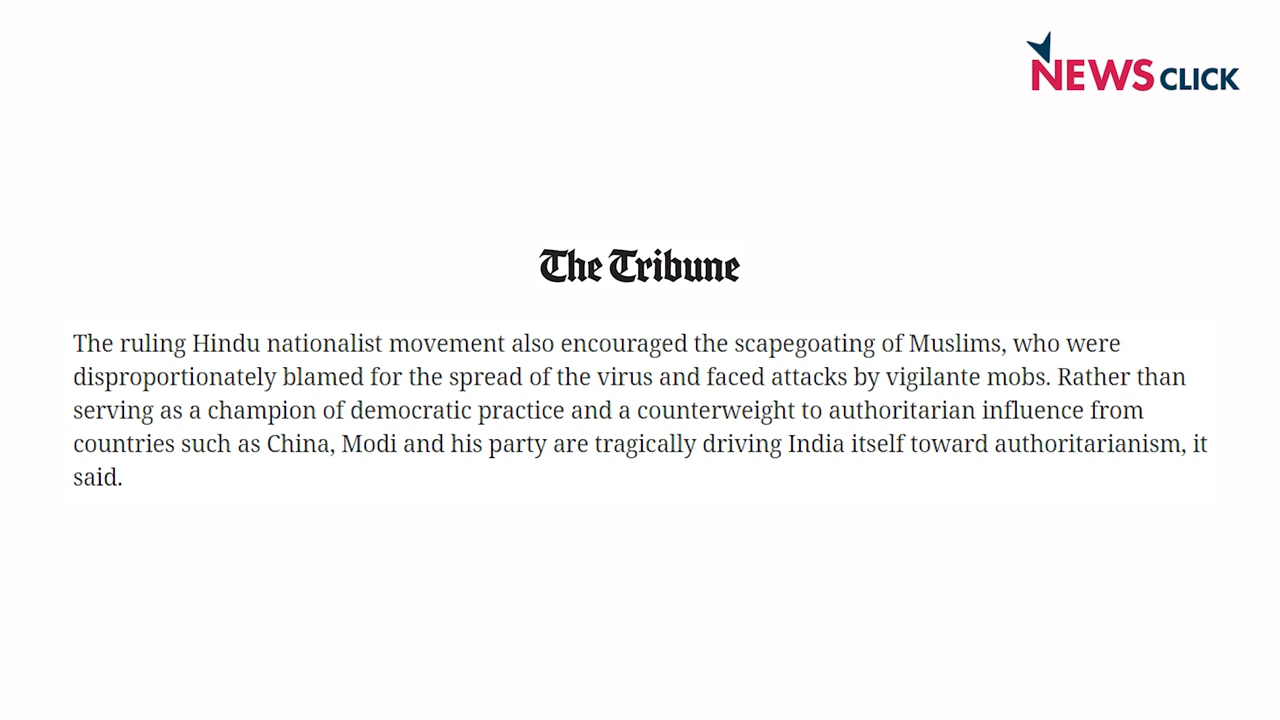 NEWS CLICK
The Tribune
The ruling Hindu nationalist movement also encouraged the scapegoating of Muslims, who were
disproportionately blamed for the spread of the virus and faced attacks by vigilante mobs. Rather than
serving as a champion of democratic practice and a counterweight to authoritarian influence from
countries such as China, Modi and his party are tragically driving India itself toward authoritarianism, it
said.